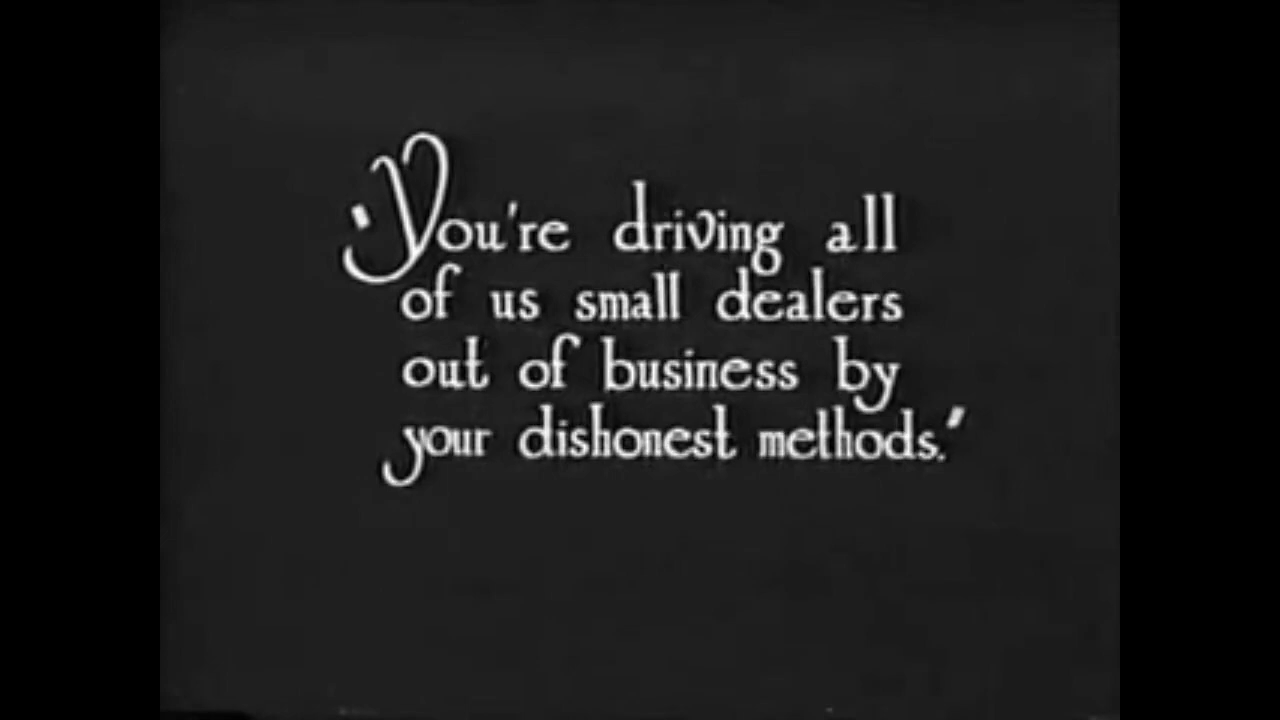 'You're driving all
of us small dealers
out of business by
your dishonest methods.'